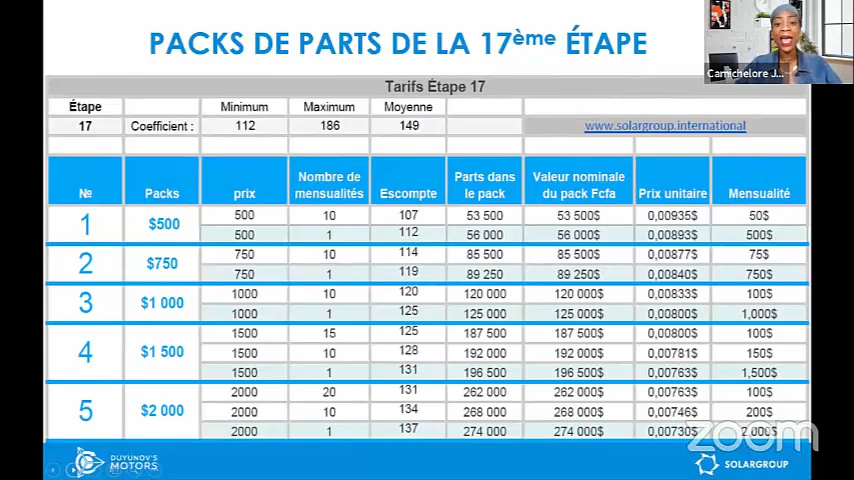 PACKS DE PARTS DE LA 17ème ÉTAPE
Camichelore J...
Tarifs Étape 17
Étape Minimum Maximum Moyenne
17 Coefficient : 112 186 149 www.solargroup.international
№ Packs prix Nombre de mensualités Escompte Parts dans le pack Valeur nominale du pack Fcfa Prix unitaire Mensualité
1 $500 500 10 107 53 500 53 500$ 0,00935$ 50$
500 1 112 56 000 56 000$ 0,00893$ 500$
2 $750 750 10 114 85 500 85 500$ 0,00877$ 75$
750 1 119 89 250 89 250$ 0,00840$ 750$
3 $1 000 1000 10 120 120 000 120 000$ 0,00833$ 100$
1000 1 125 125 000 125 000$ 0,00800$ 1,000$
4 $1 500 1500 15 125 187 500 187 500$ 0,00800$ 100$
1500 10 128 192 000 192 000$ 0,00781$ 150$
1500 1 131 196 500 196 500$ 0,00763$ 1,500$
5 $2 000 2000 20 131 262 000 262 000$ 0,00763$ 100$
2000 10 134 268 000 268 000$ 0,00746$ 200$
2000 1 137 274 000 274 000$ 0,00730$ 2,000$
zoom
DUYUNOV'S
MOTORS
SOLARGROUP